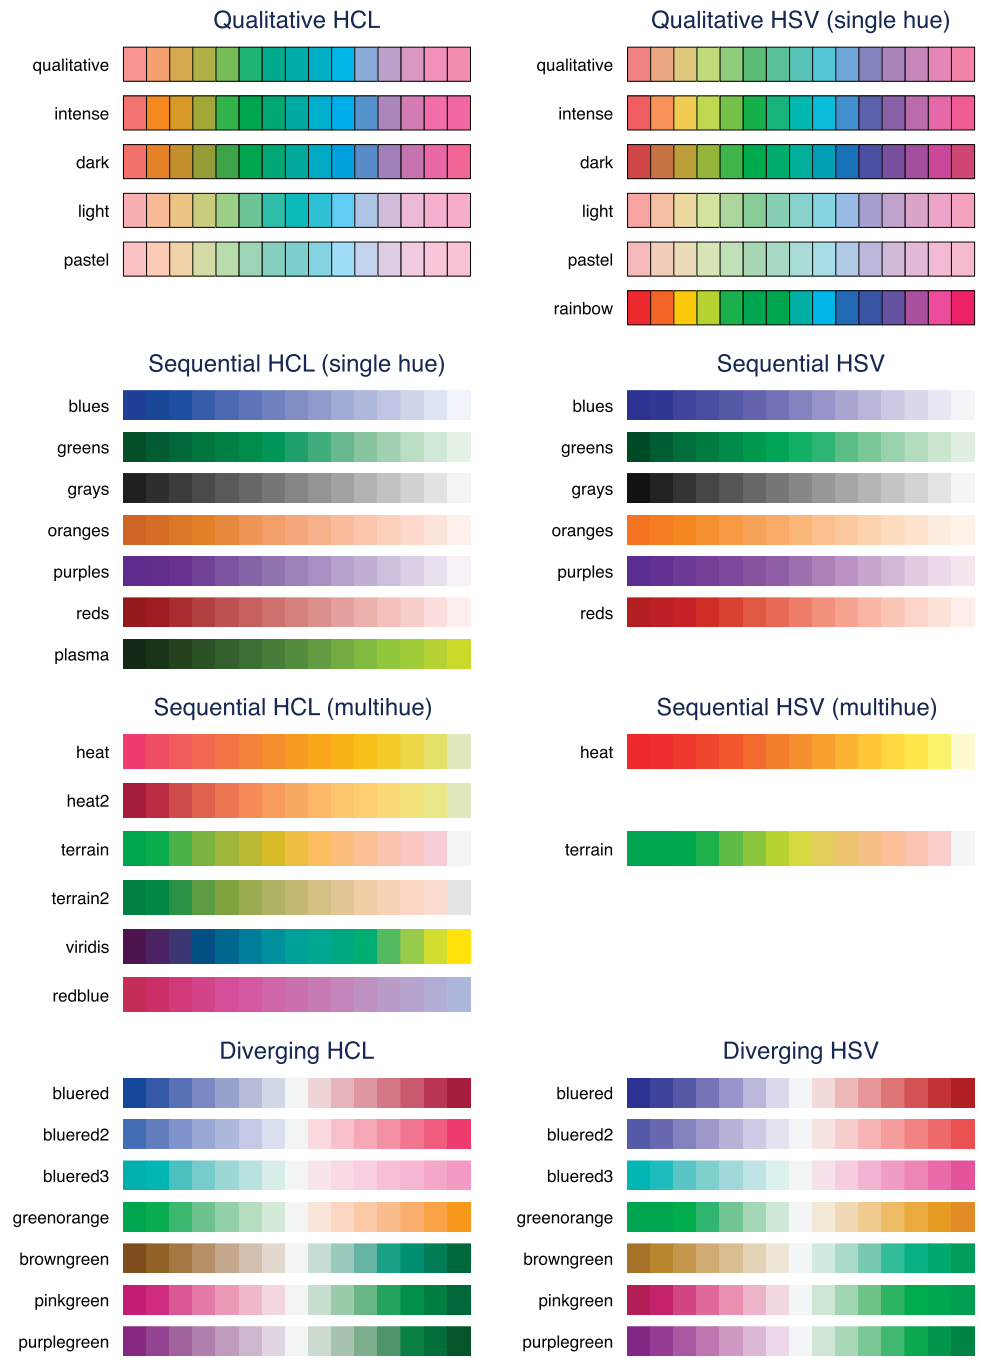 Qualitative HCL
qualitative
intense
dark
light
pastel
Qualitative HSV (single hue)
qualitative
intense
dark
light
pastel
rainbow
Sequential HCL (single hue)
blues
greens
grays
oranges
purples
reds
plasma
Sequential HSV
blues
greens
grays
oranges
purples
reds
Sequential HCL (multihue)
heat
heat2
terrain
terrain2
viridis
redblue
Sequential HSV (multihue)
heat
terrain
Diverging HCL
bluered
bluered2
bluered3
greenorange
browngreen
pinkgreen
purplegreen
Diverging HSV
bluered
bluered2
bluered3
greenorange
browngreen
pinkgreen
purplegreen